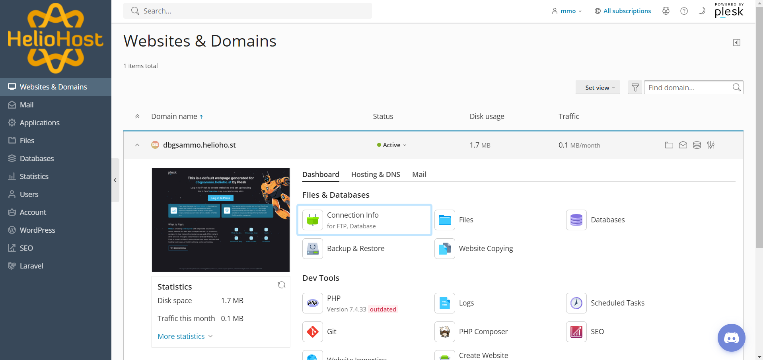 HelioHost
Search...
mmo
All subscriptions
POWERED BY
plesk
Websites & Domains
Mail
Applications
Files
Databases
Statistics
Users
Account
WordPress
SEO
Laravel
Websites & Domains
1 items total
Set view
Find domain...
Domain name ↑
Status
Disk usage
Traffic
dbgsammo.helioho.st
Active
1.7 MB
0.1 MB/month
plesk
Statistics
Disk space
1.7 MB
Traffic this month
0.1 MB
More statistics
Dashboard
Hosting & DNS
Mail
Files & Databases
Connection Info
for FTP, Database
Files
Databases
Backup & Restore
Website Copying
Dev Tools
PHP
Version 7.4.33 outdated
Logs
Scheduled Tasks
Git
PHP Composer
SEO
Create Website